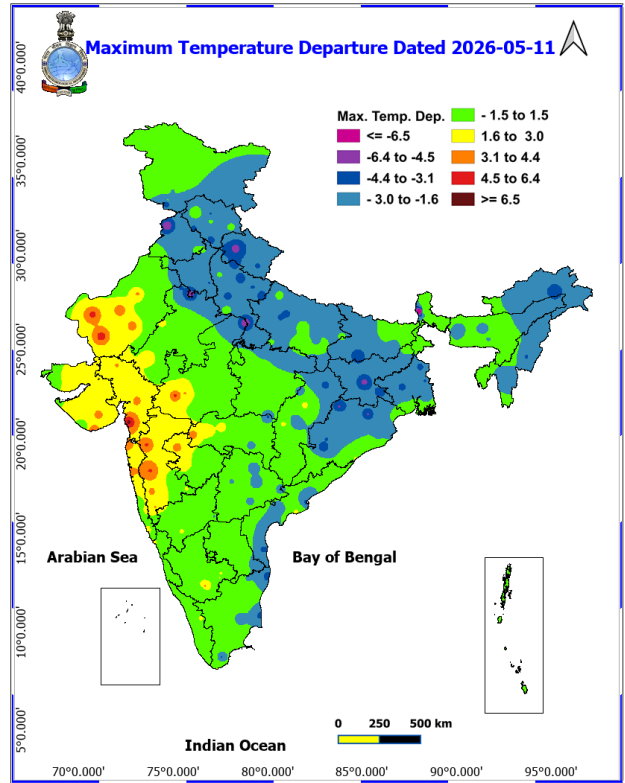 Maximum Temperature Departure Dated 2026-05-11
Max. Temp. Dep.
<= -6.5
-6.4 to -4.5
-4.4 to -3.1
- 3.0 to -1.6
- 1.5 to 1.5
1.6 to 3.0
3.1 to 4.4
4.5 to 6.4
>= 6.5
40°0.000'
35°0.000'
30°0.000'
25°0.000'
20°0.000'
15°0.000'
10°0.000'
5°0.000'
Arabian Sea
Bay of Bengal
Indian Ocean
0 250 500 km
70°0.000' 75°0.000' 80°0.000' 85°0.000' 90°0.000' 95°0.000'